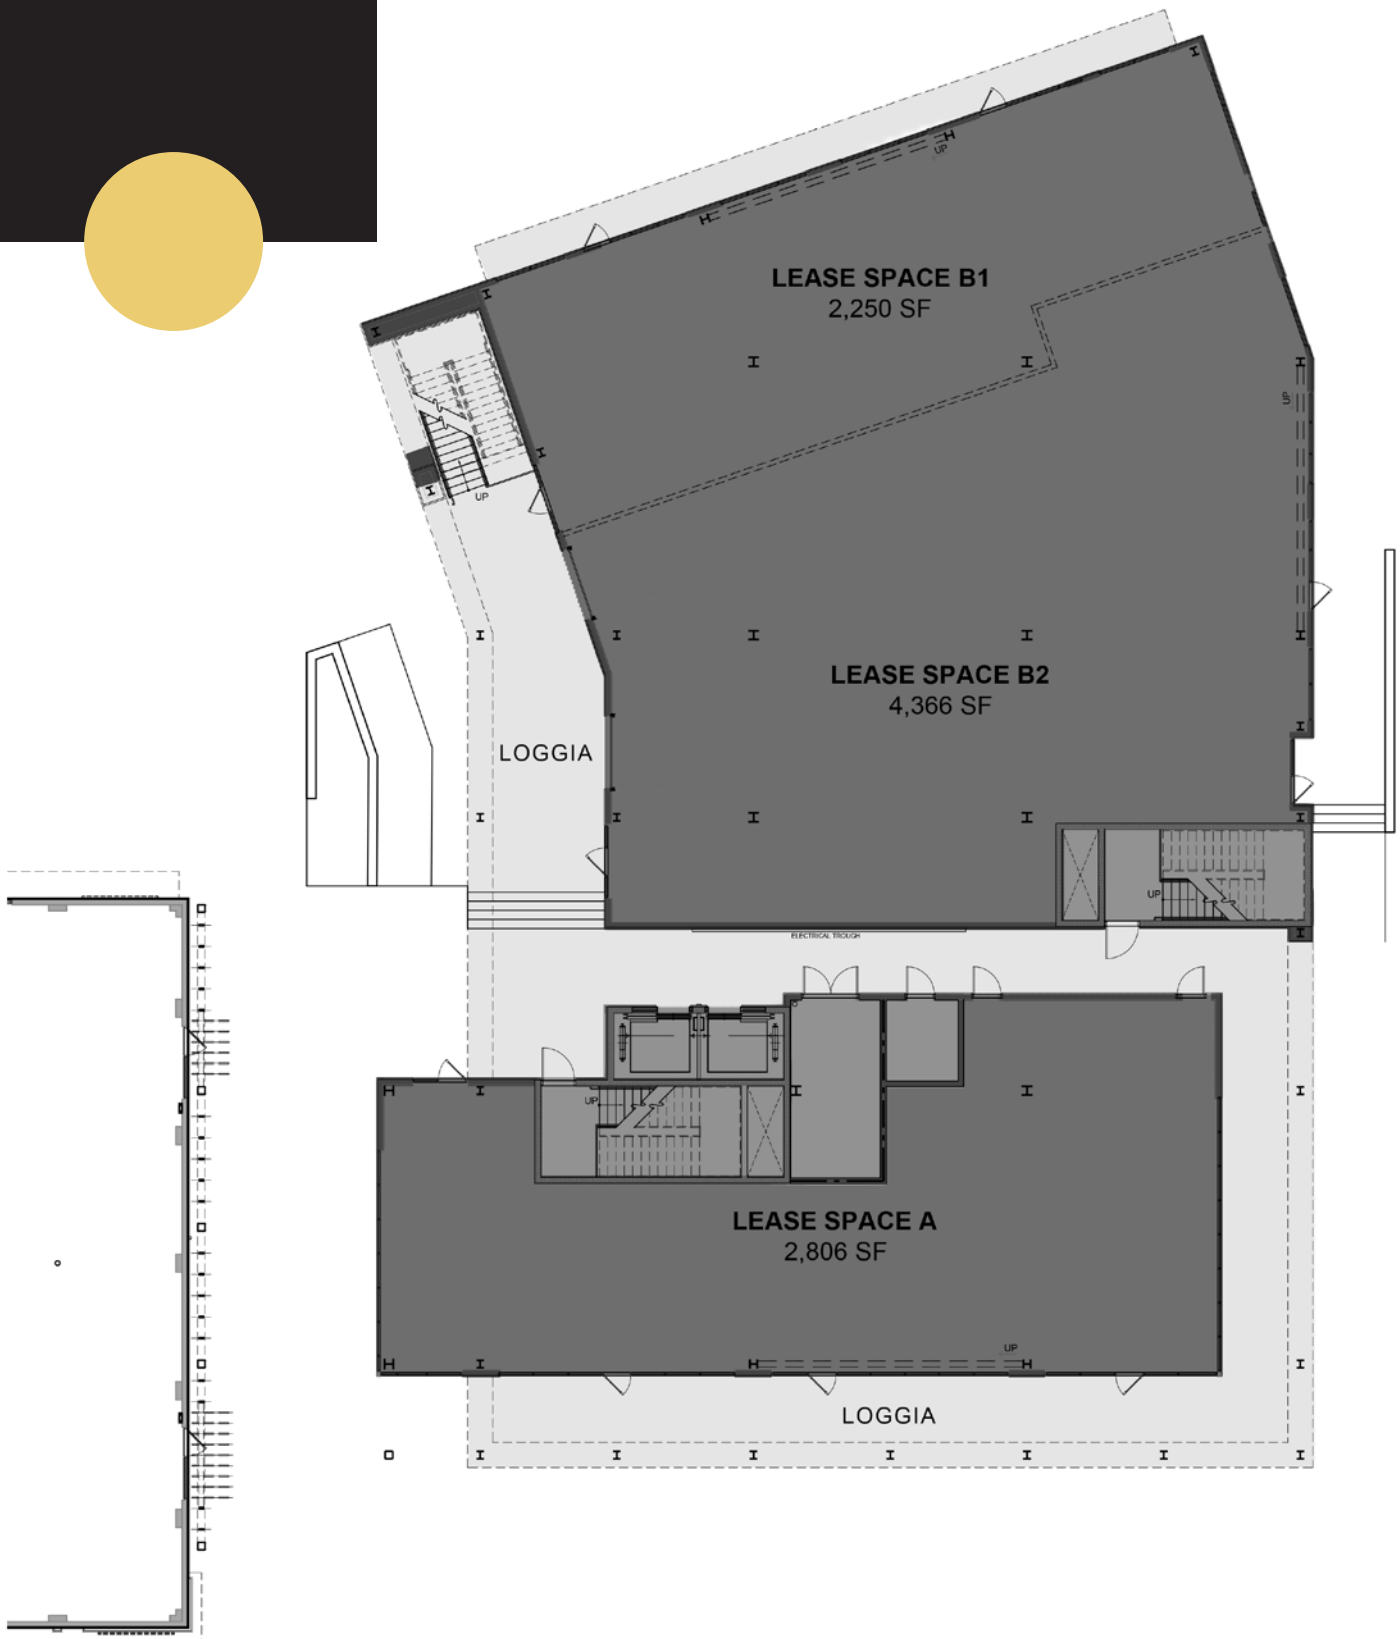 UP
LEASE SPACE B1
2,250 SF
UP
UP
LEASE SPACE B2
4,366 SF
LOGGIA
UP
ELECTRICAL TROUGH
UP
LEASE SPACE A
2,806 SF
UP
LOGGIA